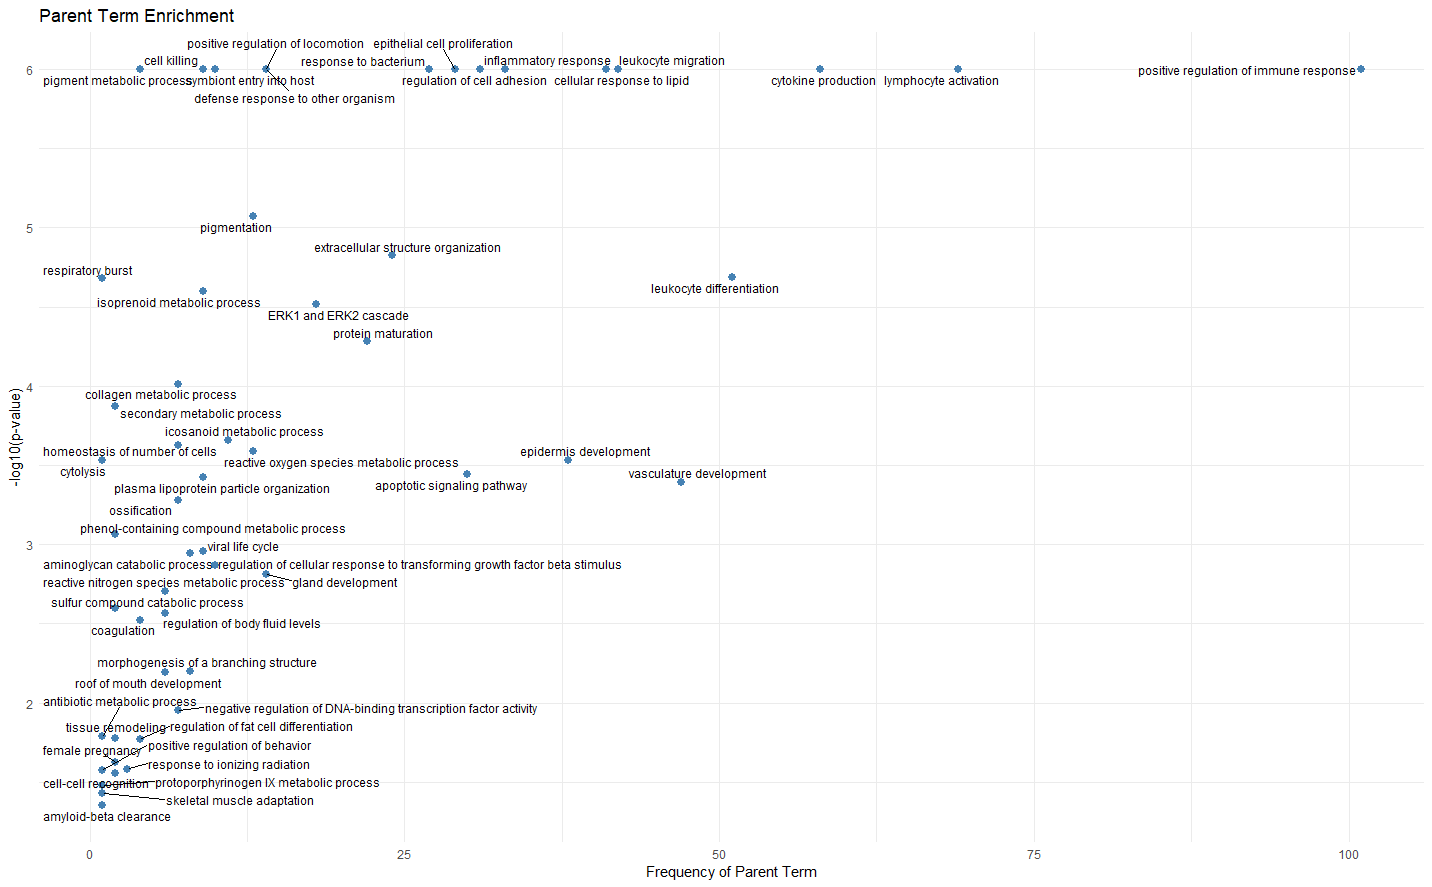 Parent Term Enrichment
positive regulation of locomotion
epithelial cell proliferation
cell killing
response to bacterium
inflammatory response
leukocyte migration
6
positive regulation of immune response
pigment metabolic process
symbiont entry into host
regulation of cell adhesion
cellular response to lipid
cytokine production
lymphocyte activation
defense response to other organism
pigmentation
5
extracellular structure organization
respiratory burst
leukocyte differentiation
isoprenoid metabolic process
ERK1 and ERK2 cascade
protein maturation
4
collagen metabolic process
secondary metabolic process
icosanoid metabolic process
homeostasis of number of cells
epidermis development
reactive oxygen species metabolic process
cytolysis
vasculature development
plasma lipoprotein particle organization
apoptotic signaling pathway
ossification
phenol-containing compound metabolic process
3
viral life cycle
aminoglycan catabolic process
regulation of cellular response to transforming growth factor beta stimulus
reactive nitrogen species metabolic process
gland development
sulfur compound catabolic process
regulation of body fluid levels
coagulation
morphogenesis of a branching structure
roof of mouth development
2
antibiotic metabolic process
negative regulation of DNA-binding transcription factor activity
tissue remodeling
regulation of fat cell differentiation
female pregnancy
positive regulation of behavior
response to ionizing radiation
cell-cell recognition
protoporphyrinogen IX metabolic process
skeletal muscle adaptation
amyloid-beta clearance
-log10(p-value)
0
25
50
75
100
Frequency of Parent Term